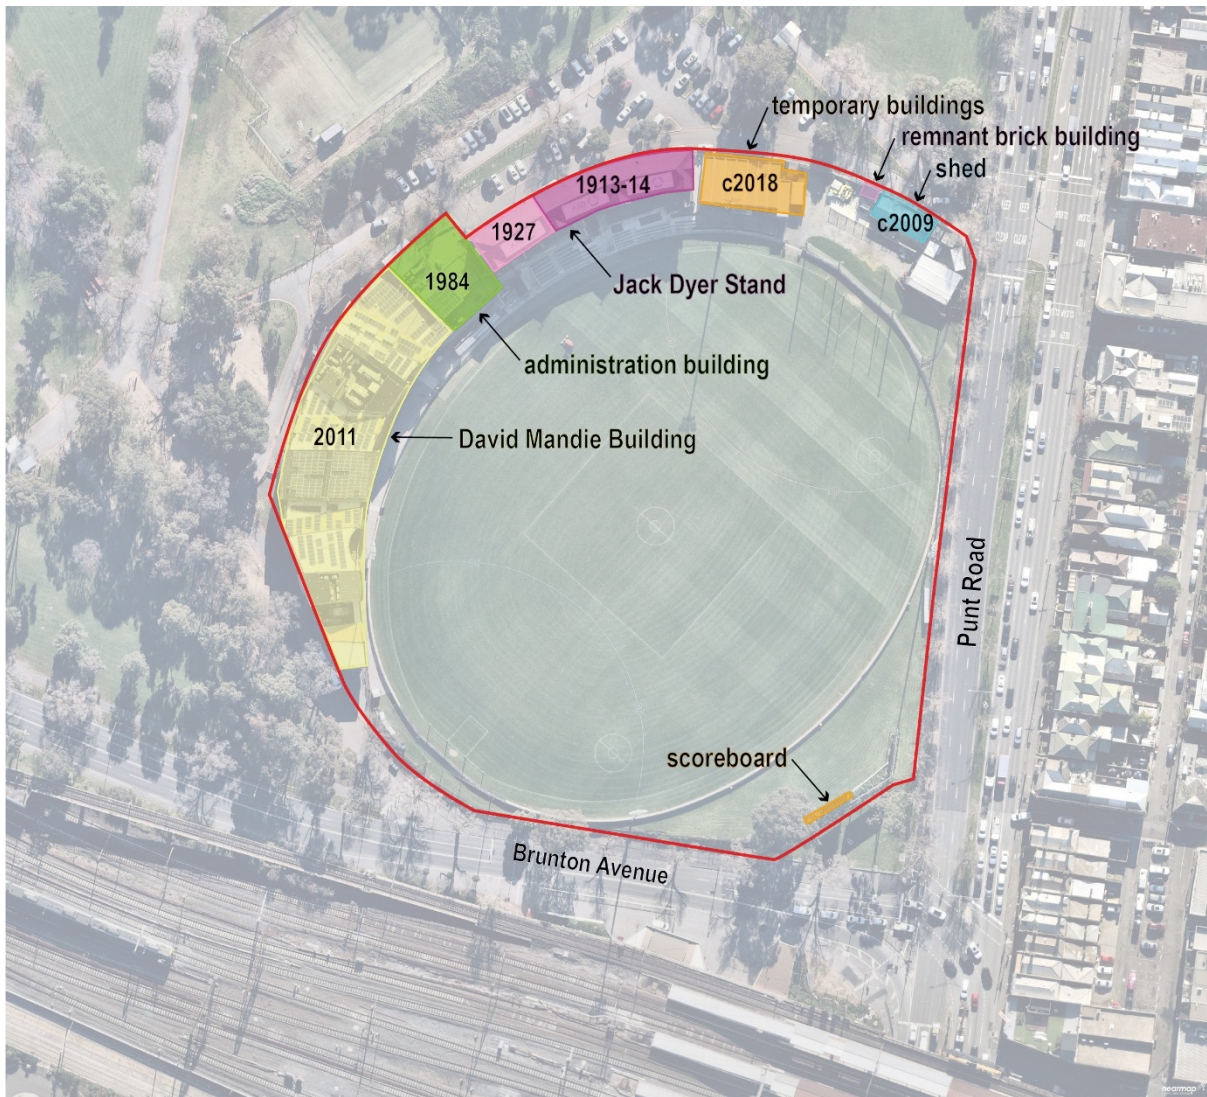 temporary buildings
remnant brick building
shed
1913-14
c2018
c2009
1927
1984
Jack Dyer Stand
administration building
2011
David Mandie Building
Punt Road
scoreboard
Brunton Avenue
nearmap